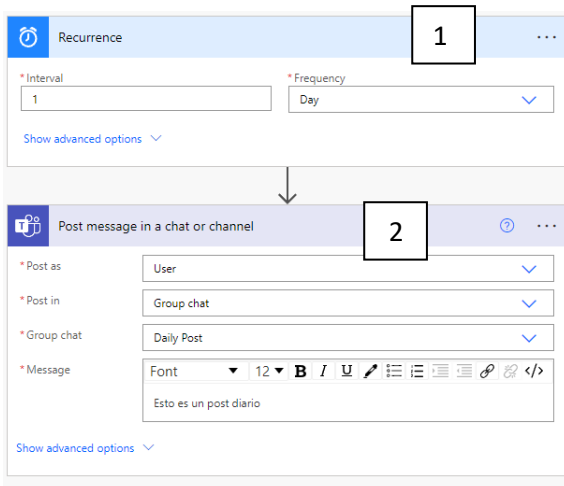 Recurrence
1
...
* Interval
* Frequency
1
Day
Show advanced options
Post message in a chat or channel
2
?
...
* Post as
User
* Post in
Group chat
* Group chat
Daily Post
* Message
Font 12 B I U </>
Esto es un post diario
Show advanced options